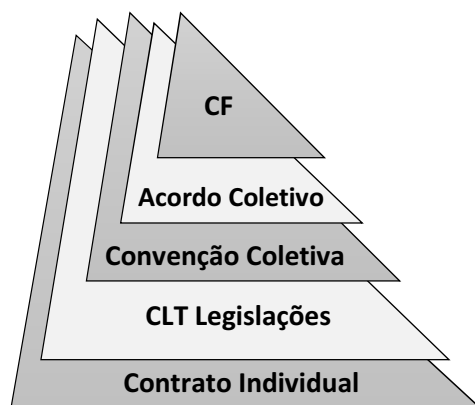 CF
Acordo Coletivo
Convenção Coletiva
CLT Legislações
Contrato Individual